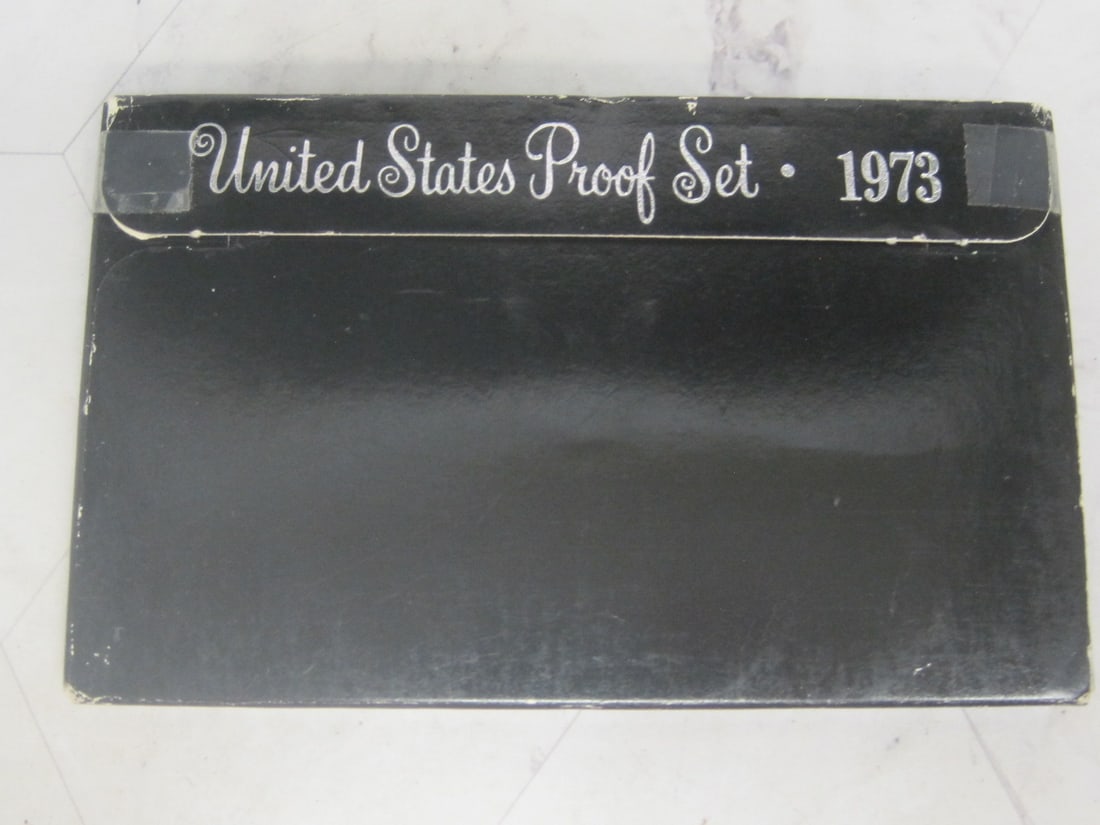 United States Proof Set • 1973